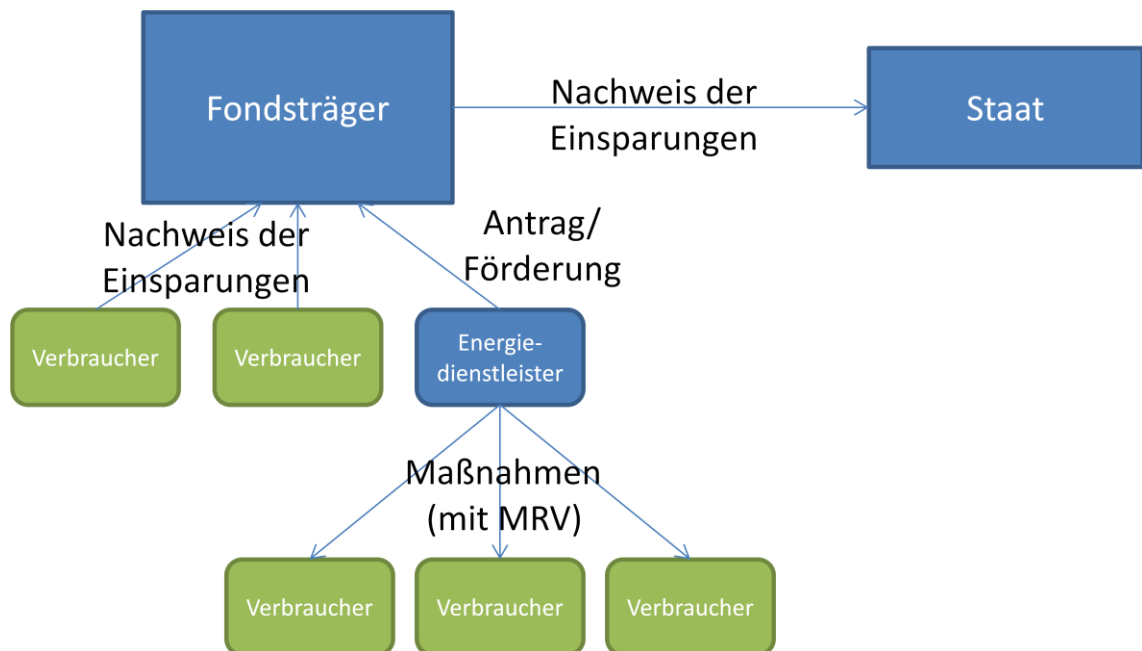 Fondsträger
Nachweis der
Einsparungen
Staat
Nachweis der
Einsparungen
Antrag/
Förderung
Verbraucher
Verbraucher
Energie-
dienstleister
Maßnahmen
(mit MRV)
Verbraucher
Verbraucher
Verbraucher